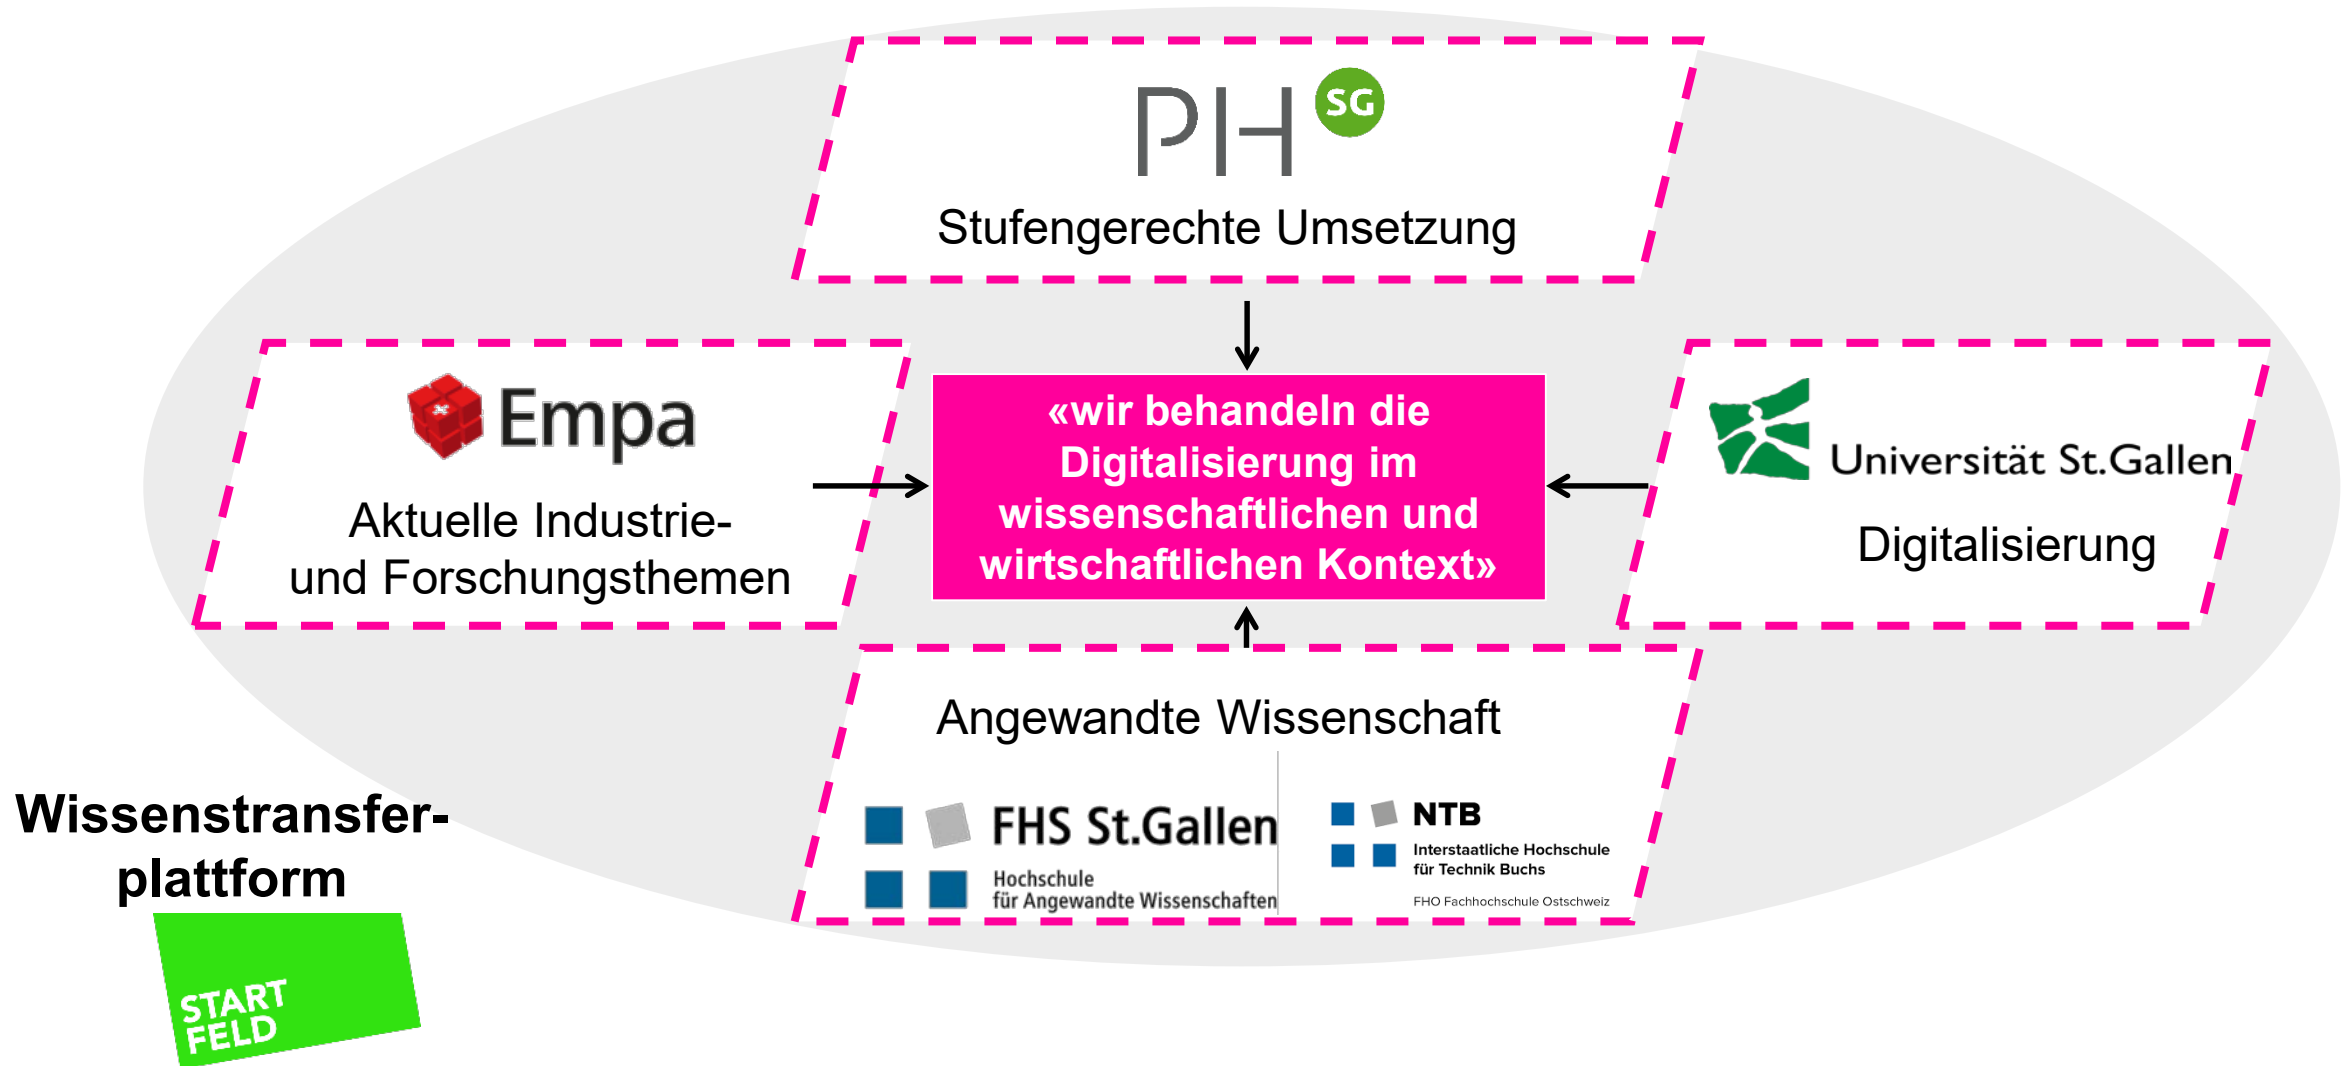 PH SG
Stufengerechte Umsetzung
Empa
Aktuelle Industrie-
und Forschungsthemen
«wir behandeln die
Digitalisierung im
wissenschaftlichen und
wirtschaftlichen Kontext»
Universität St.Gallen
Digitalisierung
Angewandte Wissenschaft
FHS St.Gallen
Hochschule
für Angewandte Wissenschaften
NTB
Interstaatliche Hochschule
für Technik Buchs
FHO Fachhochschule Ostschweiz
Wissenstransfer-
plattform
START
FELD